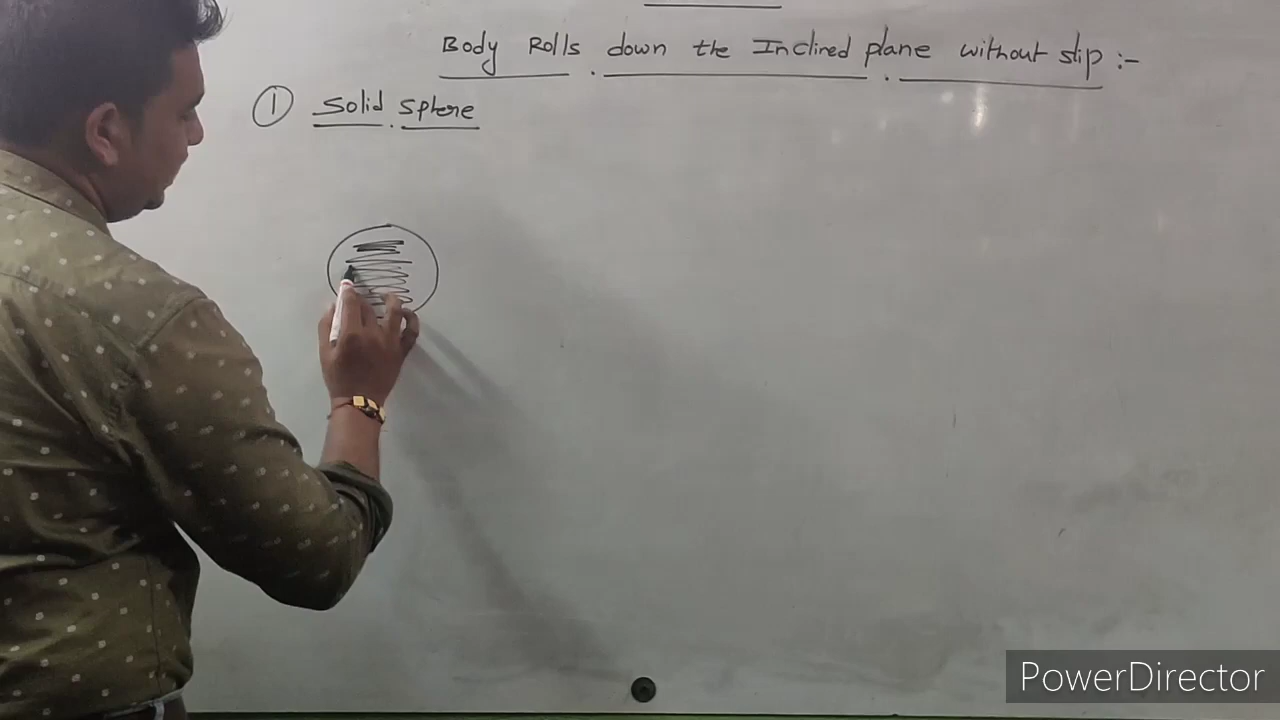 Body Rolls down the Inclined plane without slip :-
① Solid Sphere
PowerDirector